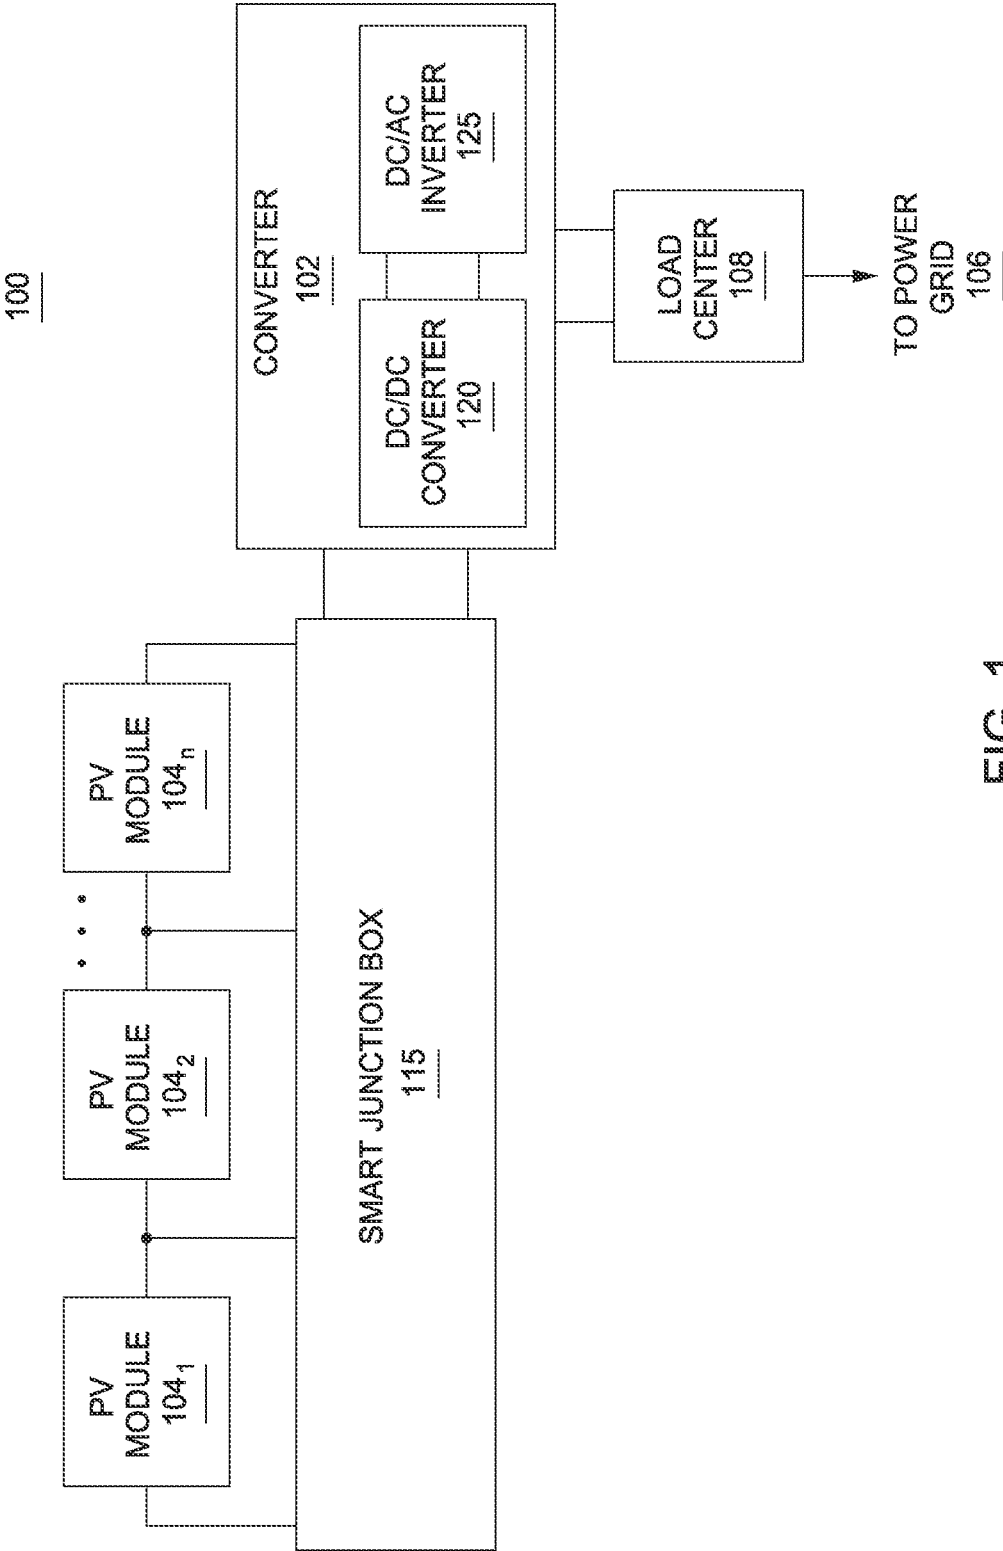 100
PV
MODULE
104₁
PV
MODULE
104₂
• • •
PV
MODULE
104ₙ
CONVERTER
102
DC/DC
CONVERTER
120
DC/AC
INVERTER
125
SMART JUNCTION BOX
115
LOAD
CENTER
108
TO POWER
GRID
106
FIG. 1